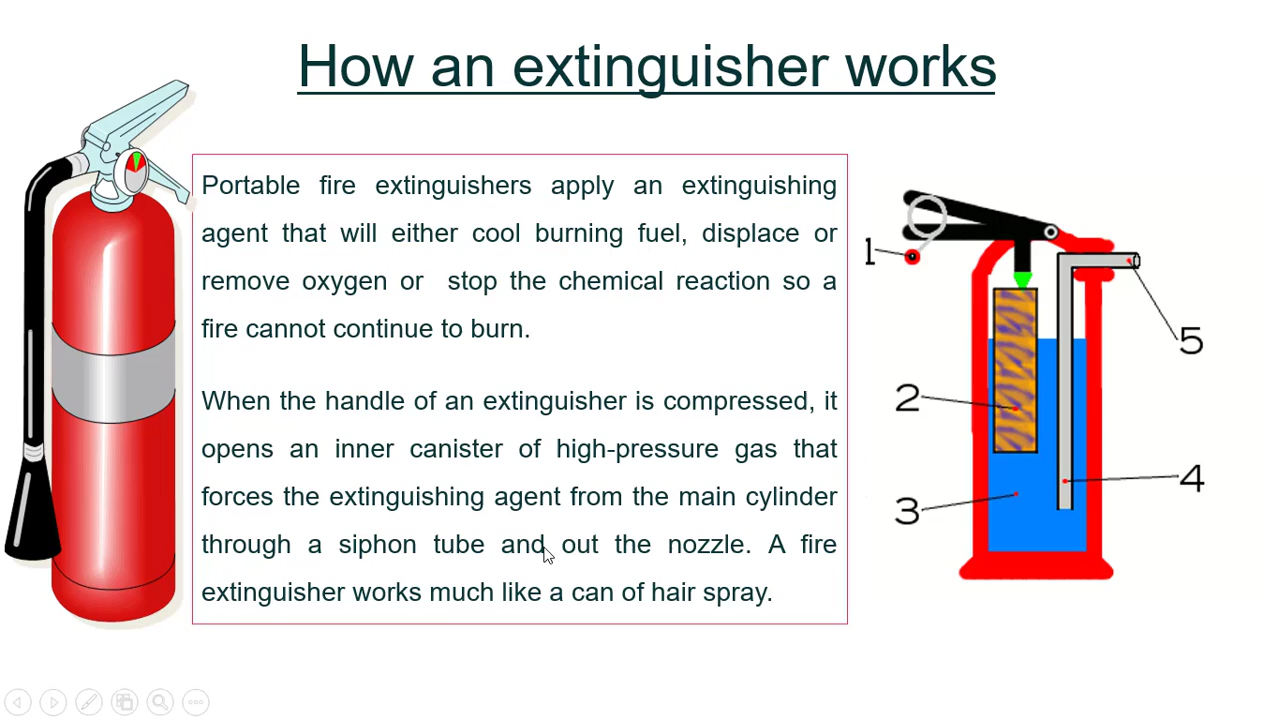 How an extinguisher works
Portable fire extinguishers apply an extinguishing
agent that will either cool burning fuel, displace or
remove oxygen or stop the chemical reaction so a
fire cannot continue to burn.
When the handle of an extinguisher is compressed, it
opens an inner canister of high-pressure gas that
forces the extinguishing agent from the main cylinder
through a siphon tube and out the nozzle. A fire
extinguisher works much like a can of hair spray.
1
5
2
4
3